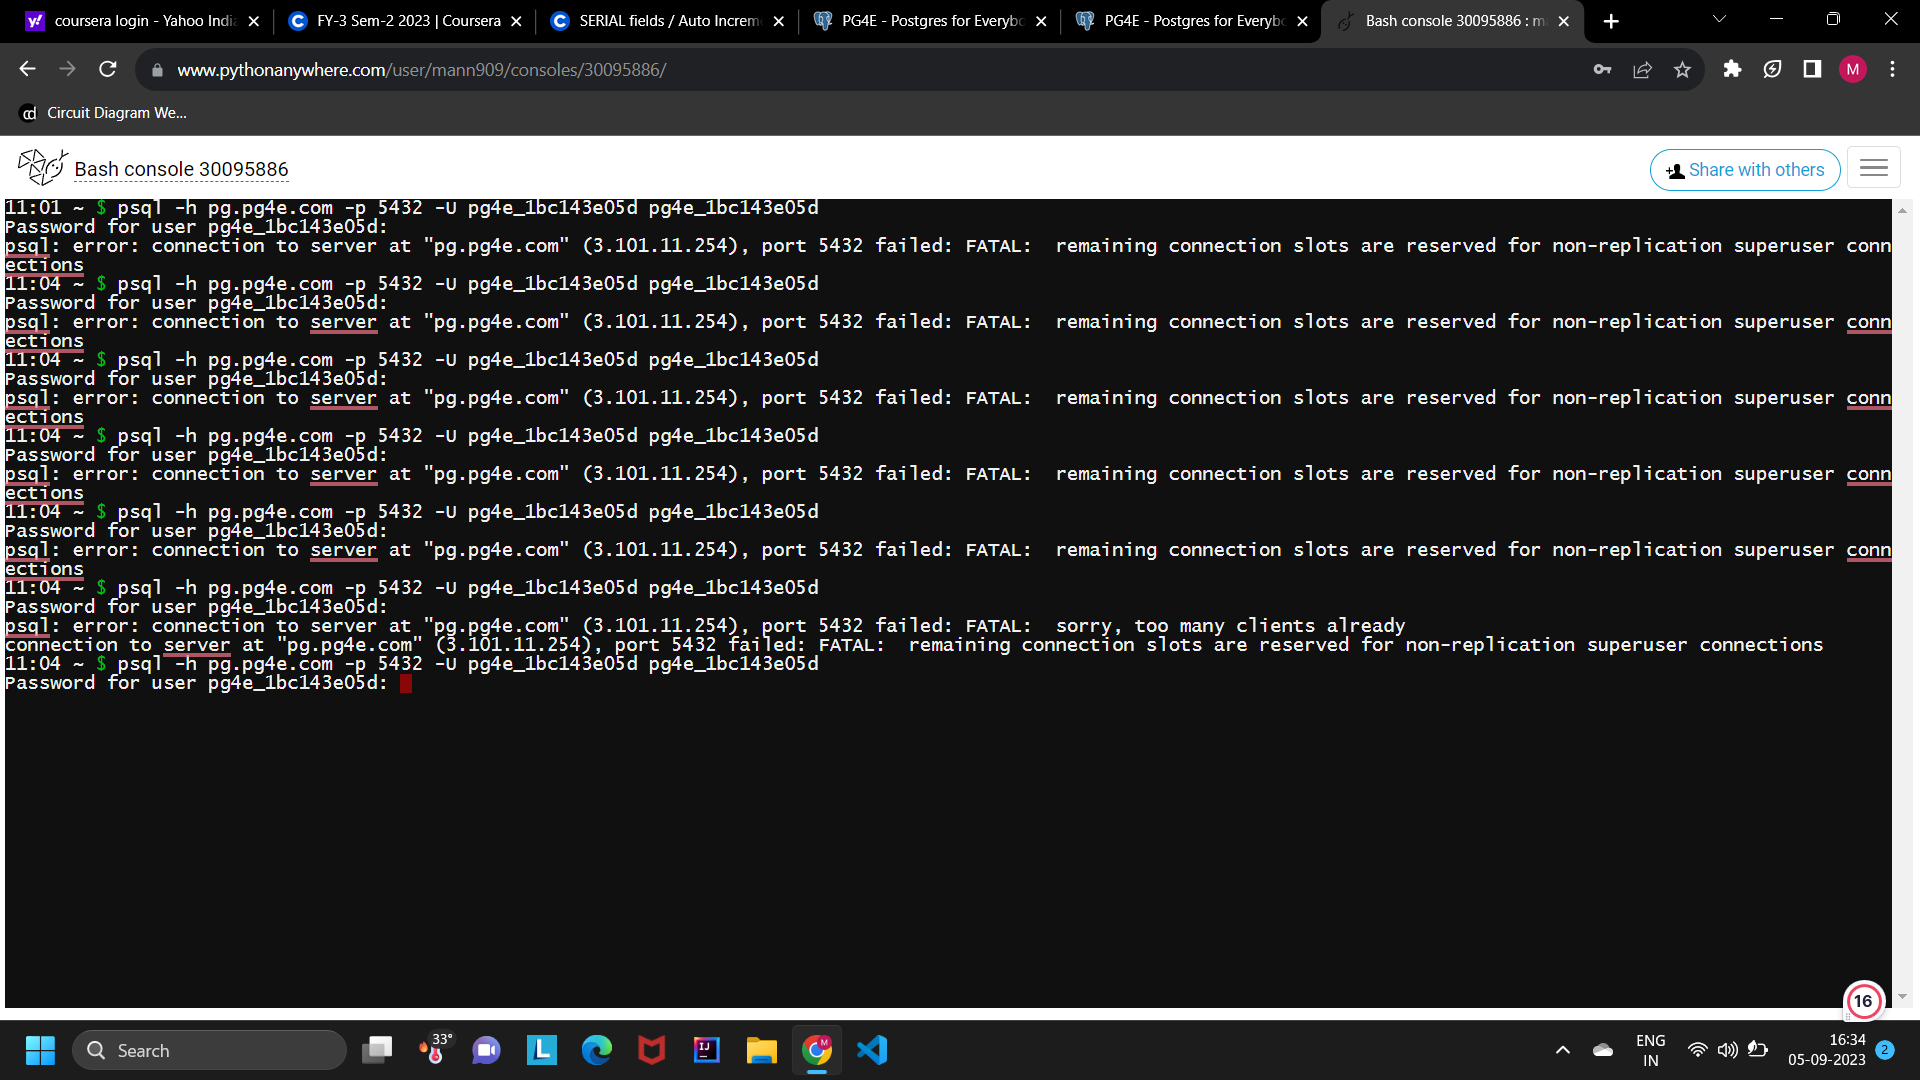 coursera login - Yahoo Indi
FY-3 Sem-2 2023 | Coursera
SERIAL fields / Auto Increm
PG4E - Postgres for Everybo
PG4E - Postgres for Everybo
Bash console 30095886 : m
www.pythonanywhere.com/user/mann909/consoles/30095886/
M
cd Circuit Diagram We...
Bash console 30095886
Share with others
11:01 ~ $ psql -h pg.pg4e.com -p 5432 -U pg4e_1bc143e05d pg4e_1bc143e05d
Password for user pg4e_1bc143e05d:
psql: error: connection to server at "pg.pg4e.com" (3.101.11.254), port 5432 failed: FATAL:  remaining connection slots are reserved for non-replication superuser conn
ections
11:04 ~ $ psql -h pg.pg4e.com -p 5432 -U pg4e_1bc143e05d pg4e_1bc143e05d
Password for user pg4e_1bc143e05d:
psql: error: connection to server at "pg.pg4e.com" (3.101.11.254), port 5432 failed: FATAL:  remaining connection slots are reserved for non-replication superuser conn
ections
11:04 ~ $ psql -h pg.pg4e.com -p 5432 -U pg4e_1bc143e05d pg4e_1bc143e05d
Password for user pg4e_1bc143e05d:
psql: error: connection to server at "pg.pg4e.com" (3.101.11.254), port 5432 failed: FATAL:  remaining connection slots are reserved for non-replication superuser conn
ections
11:04 ~ $ psql -h pg.pg4e.com -p 5432 -U pg4e_1bc143e05d pg4e_1bc143e05d
Password for user pg4e_1bc143e05d:
psql: error: connection to server at "pg.pg4e.com" (3.101.11.254), port 5432 failed: FATAL:  remaining connection slots are reserved for non-replication superuser conn
ections
11:04 ~ $ psql -h pg.pg4e.com -p 5432 -U pg4e_1bc143e05d pg4e_1bc143e05d
Password for user pg4e_1bc143e05d:
psql: error: connection to server at "pg.pg4e.com" (3.101.11.254), port 5432 failed: FATAL:  remaining connection slots are reserved for non-replication superuser conn
ections
11:04 ~ $ psql -h pg.pg4e.com -p 5432 -U pg4e_1bc143e05d pg4e_1bc143e05d
Password for user pg4e_1bc143e05d:
psql: error: connection to server at "pg.pg4e.com" (3.101.11.254), port 5432 failed: FATAL:  sorry, too many clients already
connection to server at "pg.pg4e.com" (3.101.11.254), port 5432 failed: FATAL:  remaining connection slots are reserved for non-replication superuser connections
11:04 ~ $ psql -h pg.pg4e.com -p 5432 -U pg4e_1bc143e05d pg4e_1bc143e05d
Password for user pg4e_1bc143e05d:
16
Search
33°
ENG
IN
16:34
05-09-2023
2